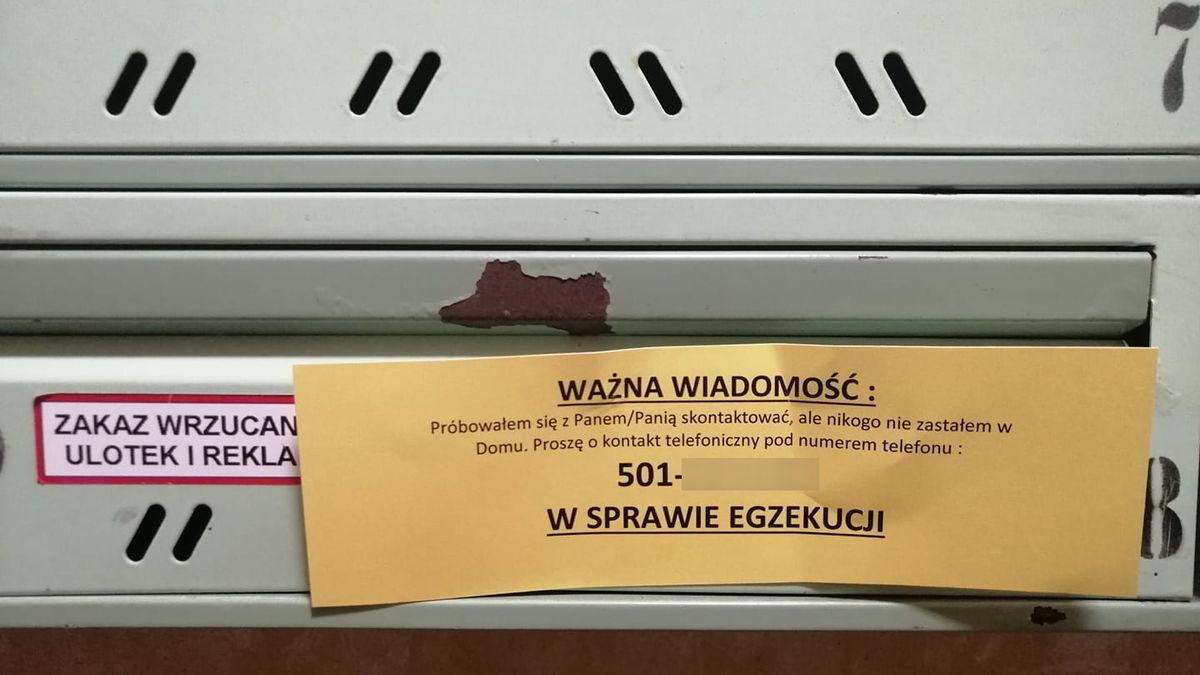 7
ZAKAZ WRZUCAN
ULOTEK I REKLA
WAŻNA WIADOMOŚĆ :
Próbowałem się z Panem/Panią skontaktować, ale nikogo nie zastałem w
Domu. Proszę o kontakt telefoniczny pod numerem telefonu :
501-
W SPRAWIE EGZEKUCJI
8